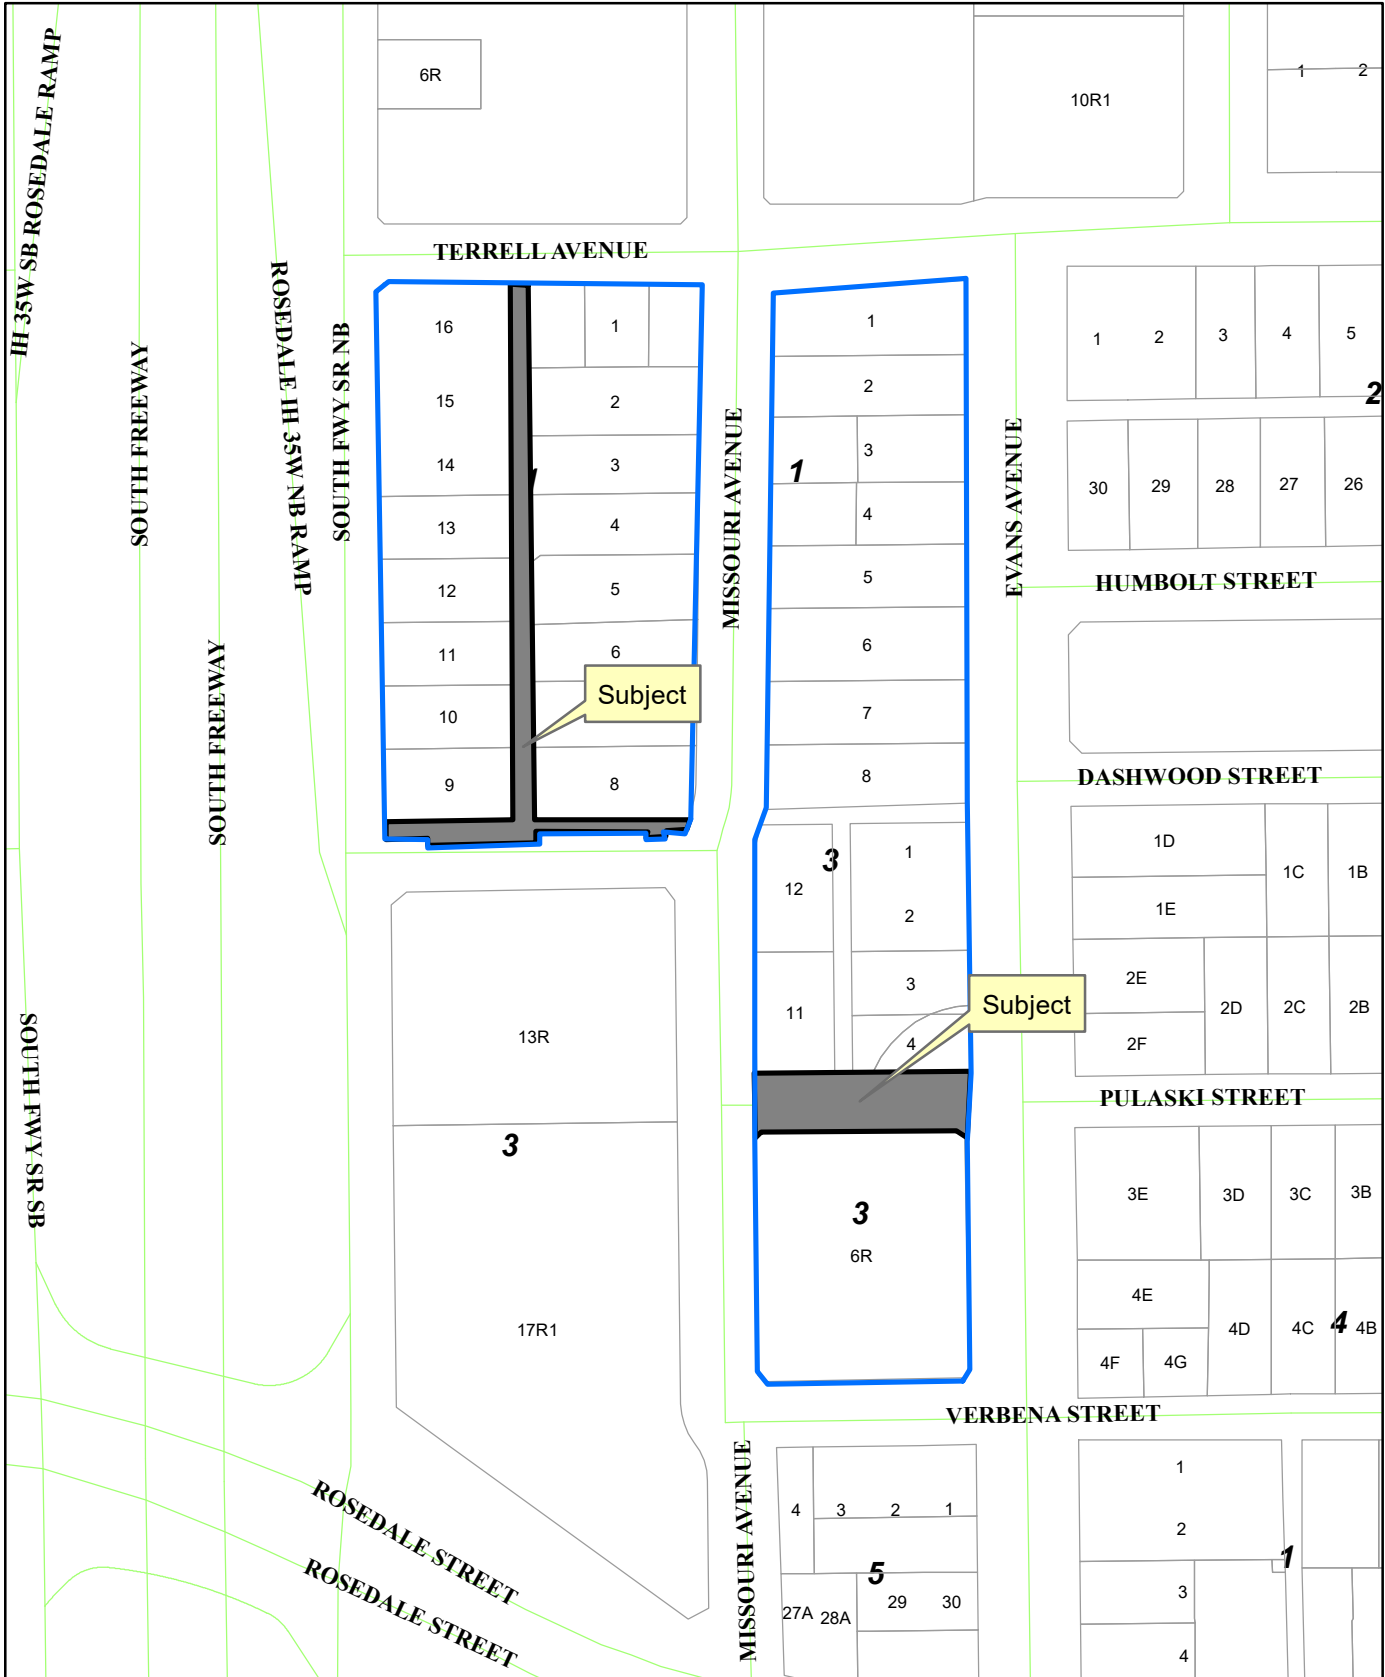 6R
10R1
1
2
IH 35W SB ROSEDALE RAMP
TERRELL AVENUE
ROSEDALE IH 35W NB RAMP
SOUTH FWY SR NB
SOUTH FREEWAY
SOUTH FREEWAY
MISSOURI AVENUE
EVANS AVENUE
16
15
14
13
12
11
10
9
1
2
3
4
5
6
8
Subject
1
1
2
3
4
5
6
7
8
1
2
3
4
5
2
30
29
28
27
26
HUMBOLT STREET
DASHWOOD STREET
3
12
11
1
2
3
4
Subject
1D
1C
1B
1E
2E
2D
2C
2B
2F
PULASKI STREET
SOUTH FWY SR SB
13R
3
17R1
3
6R
3E
3D
3C
3B
4E
4D
4C
4
4B
4F
4G
VERBENA STREET
ROSEDALE STREET
ROSEDALE STREET
MISSOURI AVENUE
4
3
2
1
5
27A
28A
29
30
1
2
1
3
4